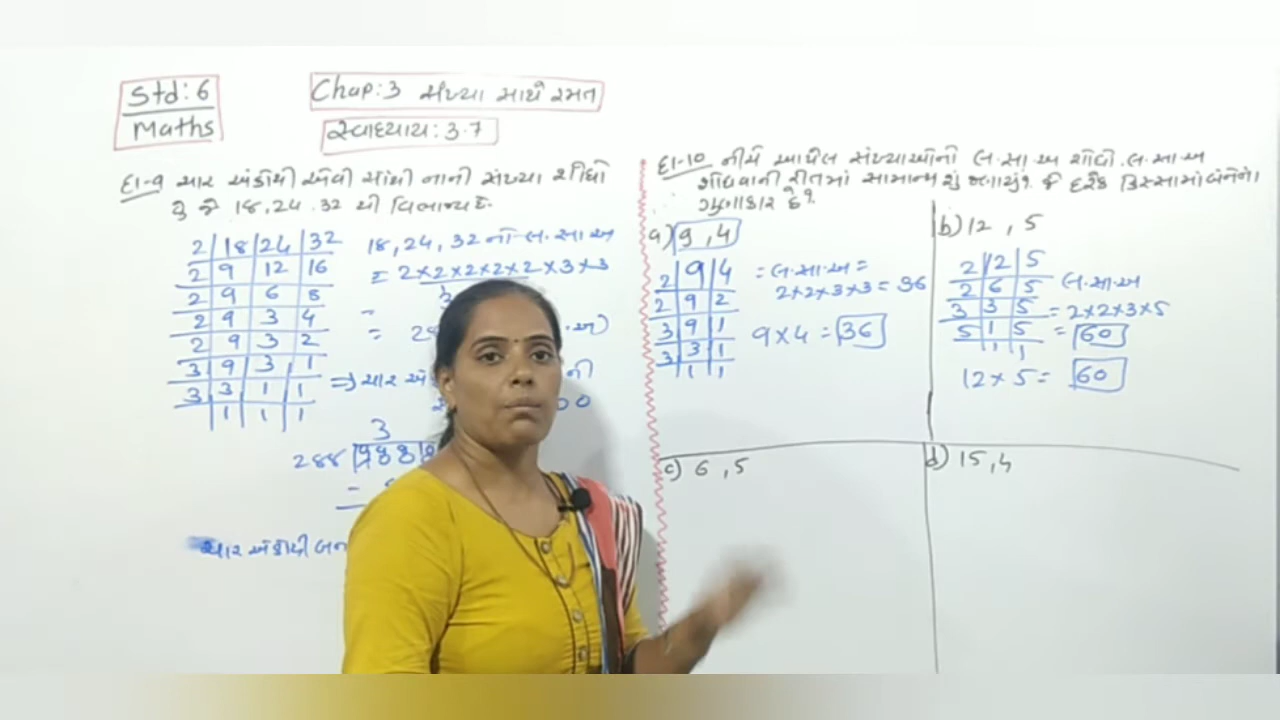 Std: 6
Maths
Chap: 3 સંખ્યા સાથે રમત
સ્વાધ્યાય: 3.7
દા-9 ચાર અંકોથી એવી સૌથી નાની સંખ્યા શોધો
કે જે 18, 24, 32 થી વિભાજ્ય છે.
2 | 18 | 24 | 32
2 | 9 | 12 | 16
2 | 9 | 6 | 8
2 | 9 | 3 | 4
2 | 9 | 3 | 2
3 | 9 | 3 | 1
3 | 3 | 1 | 1
1 | 1 | 1
18, 24, 32 નો લ.સા.અ
= 2×2×2×2×2×3×3
=
= 28
=> ચાર
3
288
ચાર અંકોથી
દા-10 નીચે આપેલ સંખ્યાઓનો લ.સા.અ શોધો. લ.સા.અ
શોધવાની રીતમાં સામાન્ય શું જણાયું? કે દરેક કિસ્સામાં બંનેનો
ગુણાકાર છે?
a) 9, 4
2 | 9 | 4
2 | 9 | 2
3 | 9 | 1
3 | 3 | 1
1 | 1
= લ.સા.અ =
2×2×3×3 = 36
9 × 4 = 36
b) 12, 5
2 | 12 | 5
2 | 6 | 5
3 | 3 | 5
5 | 1 | 5
1 | 1
લ.સા.અ
= 2×2×3×5
= 60
12 × 5 = 60
c) 6, 5
d) 15, 4